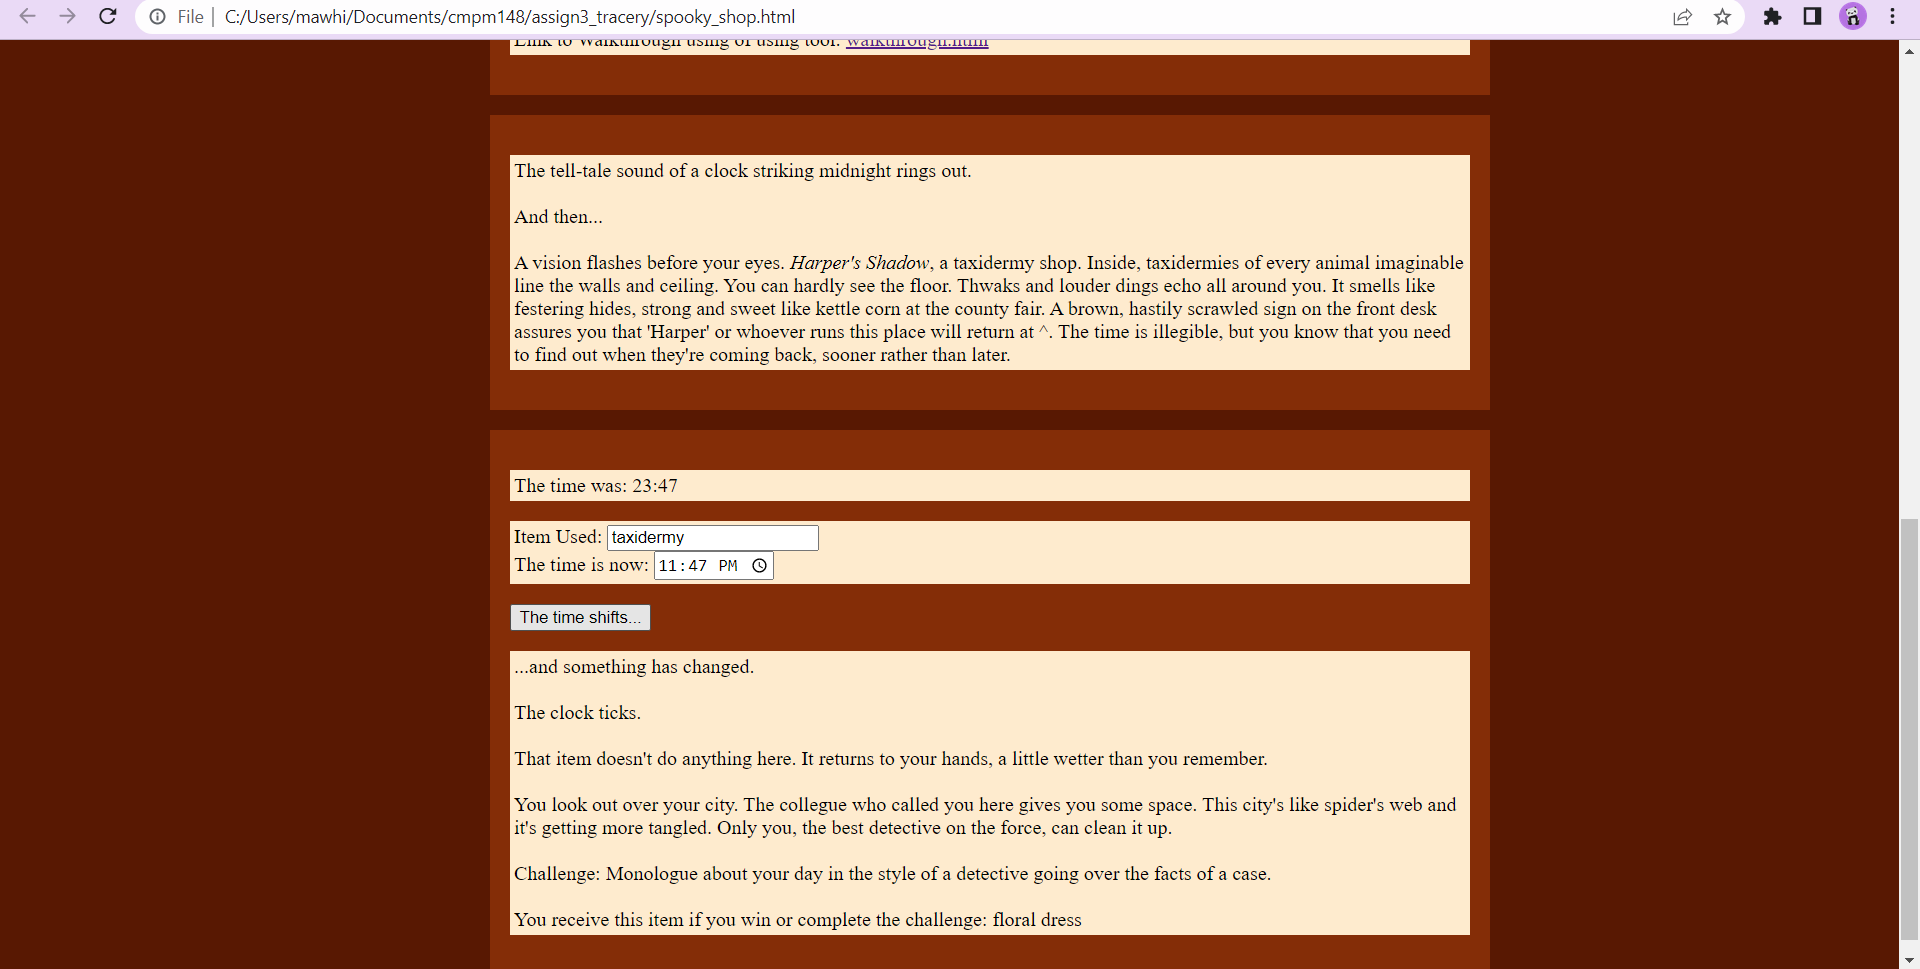 File
C:/Users/mawhi/Documents/cmpm148/assign3_tracery/spooky_shop.html
Link to Walkthrough using of using tool: walkthrough.html
The tell-tale sound of a clock striking midnight rings out.
And then...
A vision flashes before your eyes. Harper's Shadow, a taxidermy shop. Inside, taxidermies of every animal imaginable
line the walls and ceiling. You can hardly see the floor. Thwaks and louder dings echo all around you. It smells like
festering hides, strong and sweet like kettle corn at the county fair. A brown, hastily scrawled sign on the front desk
assures you that 'Harper' or whoever runs this place will return at ^. The time is illegible, but you know that you need
to find out when they're coming back, sooner rather than later.
The time was: 23:47
Item Used: taxidermy
The time is now: 11:47 PM
The time shifts...
...and something has changed.
The clock ticks.
That item doesn't do anything here. It returns to your hands, a little wetter than you remember.
You look out over your city. The collegue who called you here gives you some space. This city's like spider's web and
it's getting more tangled. Only you, the best detective on the force, can clean it up.
Challenge: Monologue about your day in the style of a detective going over the facts of a case.
You receive this item if you win or complete the challenge: floral dress